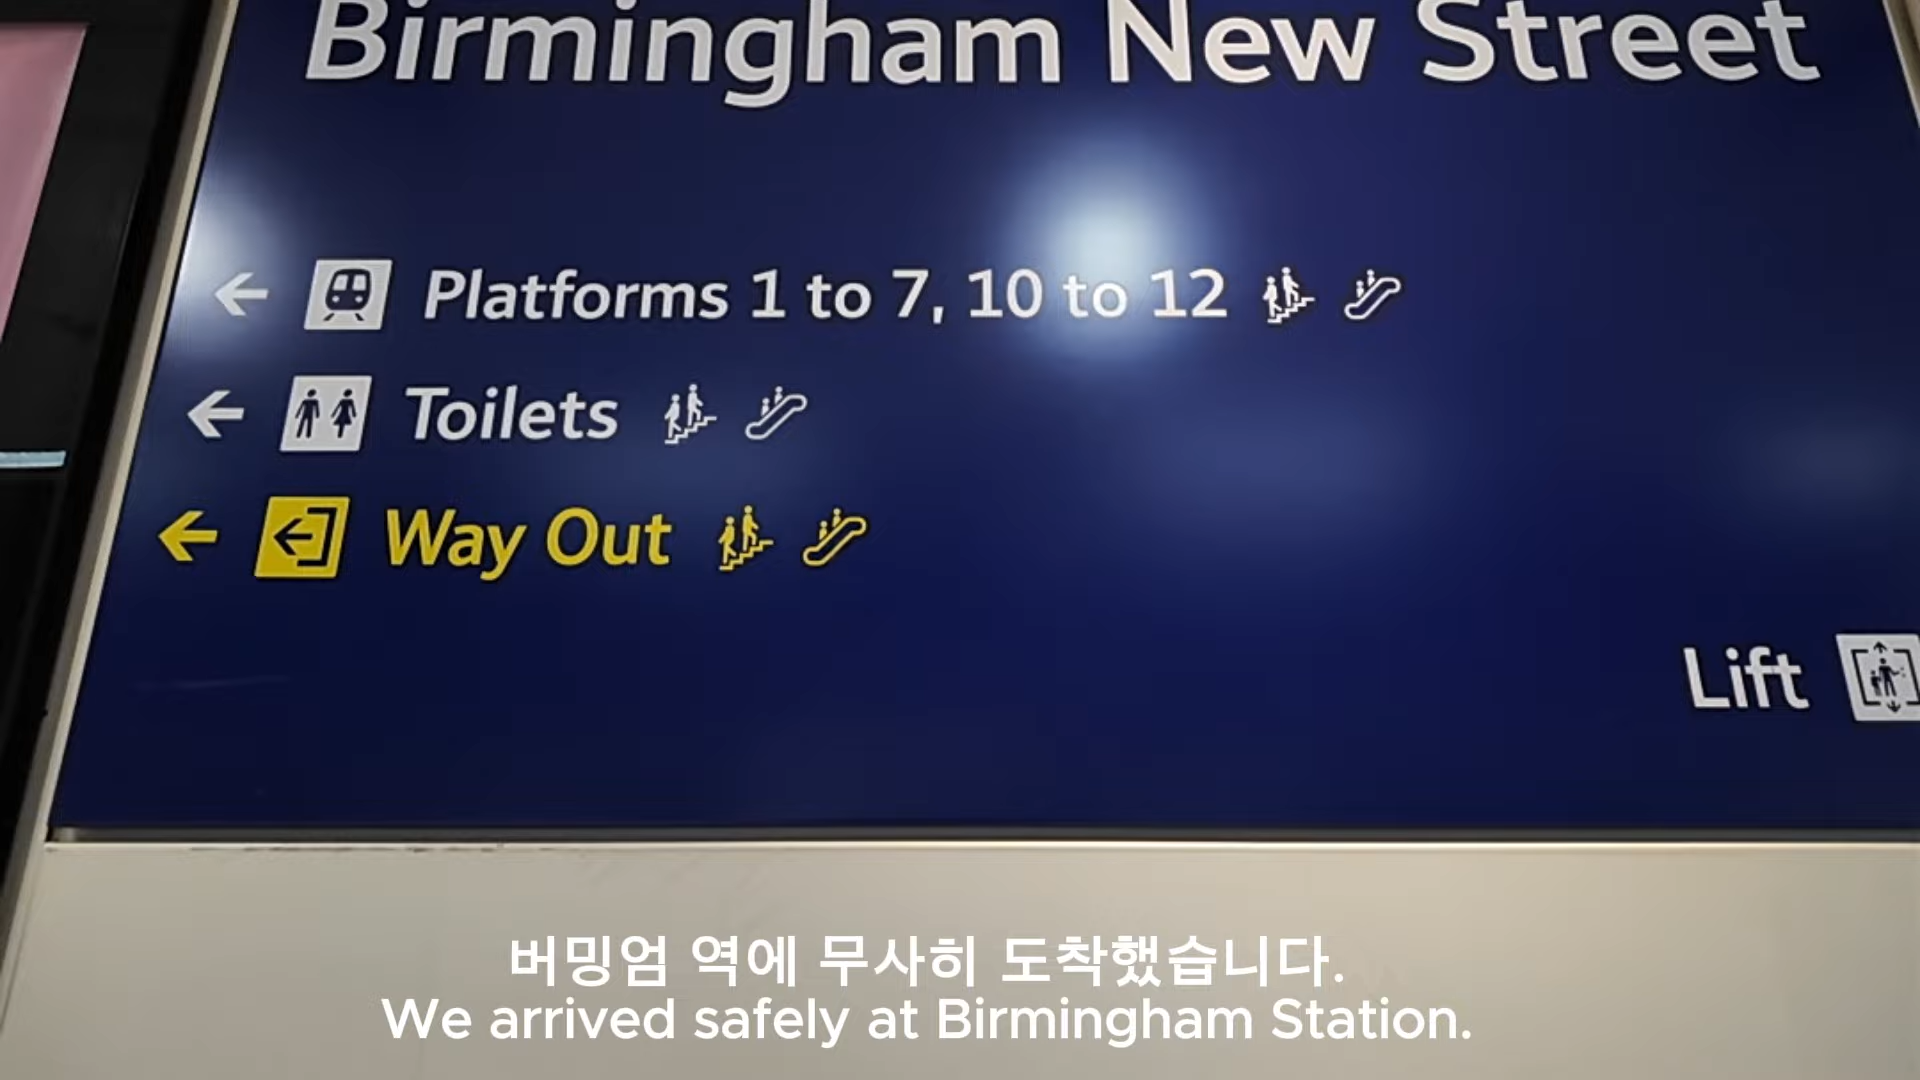 Birmingham New Street
Platforms 1 to 7, 10 to 12
Toilets
Way Out
Lift
버밍엄 역에 무사히 도착했습니다.
We arrived safely at Birmingham Station.